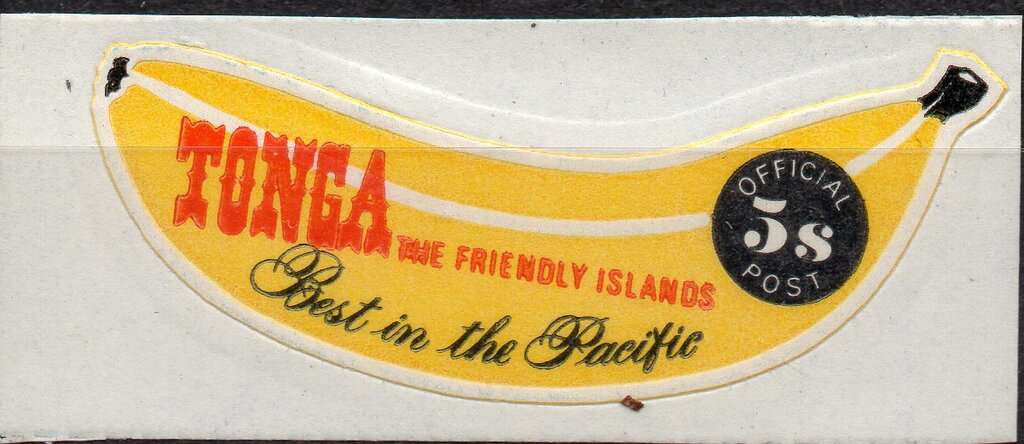 TONGA
THE FRIENDLY ISLANDS
Best in the Pacific
OFFICIAL
5s
POST